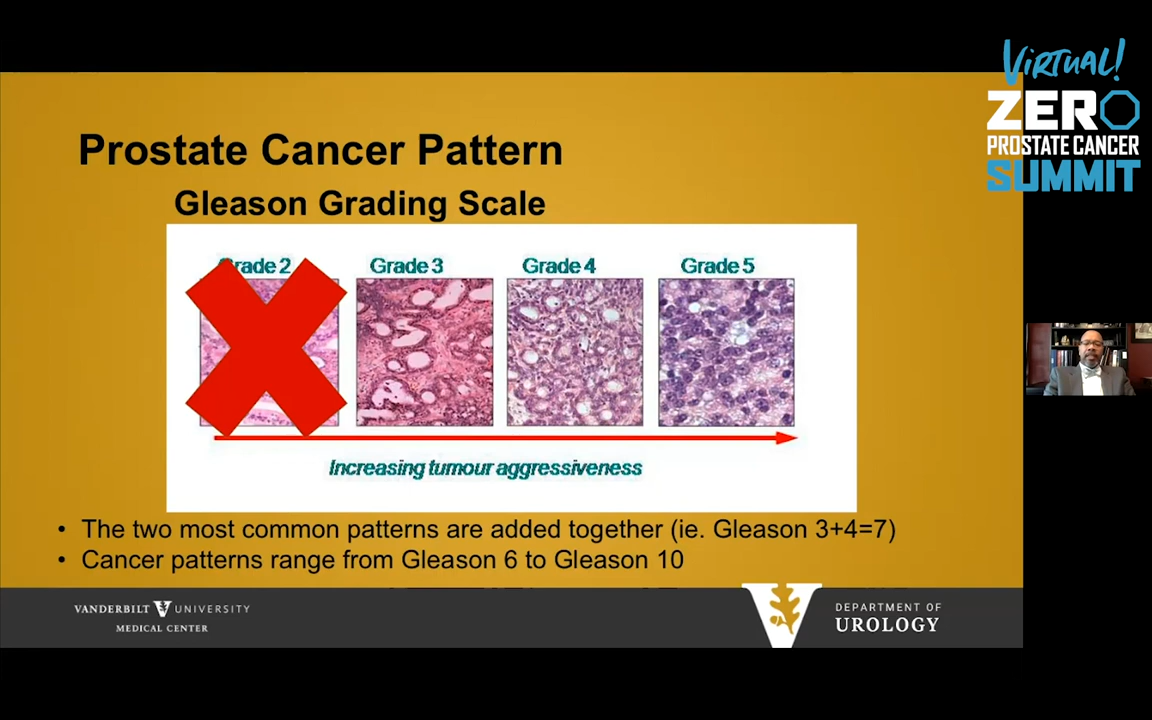 Virtual!
ZERO
PROSTATE CANCER
SUMMIT
Prostate Cancer Pattern
Gleason Grading Scale
Grade 2
Grade 3
Grade 4
Grade 5
Increasing tumour aggressiveness
• The two most common patterns are added together (ie. Gleason 3+4=7)
• Cancer patterns range from Gleason 6 to Gleason 10
VANDERBILT V UNIVERSITY
MEDICAL CENTER
V
DEPARTMENT OF
UROLOGY